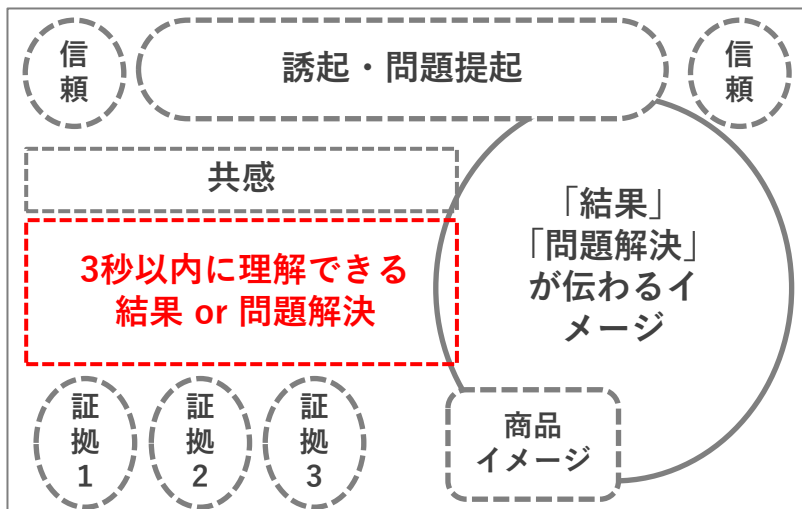 信
頼
誘起・問題提起
信
頼
共感
3秒以内に理解できる
結果 or 問題解決
「結果」
「問題解決」
が伝わるイ
メージ
証
拠
1
証
拠
2
証
拠
3
商品
イメージ